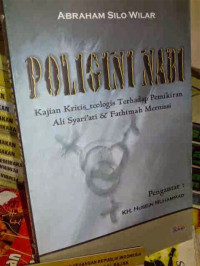 ABRAHAM SILO WILAR
POLIGINI NABI
Kajian Kritis_teologis Terhadap Pemikiran
Ali Syari'ati & Fathimah Mernissi
Pengantar :
KH. Husein Muhammad